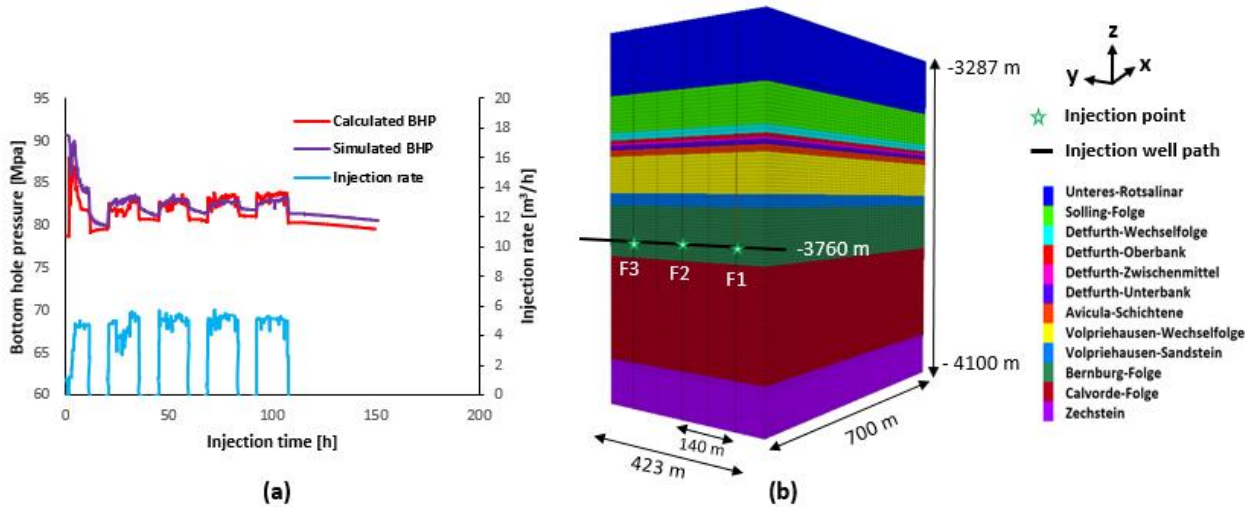 Bottom hole pressure [Mpa]
95
90
85
80
75
70
65
60
20
18
16
14
12
10
8
6
4
2
0
Injection rate [m³/h]
Calculated BHP
Simulated BHP
Injection rate
0
50
100
150
200
Injection time [h]
(a)
-3287 m
-3760 m
F3
F2
F1
- 4100 m
700 m
140 m
423 m
(b)
z
y
x
Injection point
Injection well path
Unteres-Rotsalinar
Solling-Folge
Detfurth-Wechselfolge
Detfurth-Oberbank
Detfurth-Zwischenmittel
Detfurth-Unterbank
Avicula-Schichtene
Volpriehausen-Wechselfolge
Volpriehausen-Sandstein
Bernburg-Folge
Calvorde-Folge
Zechstein